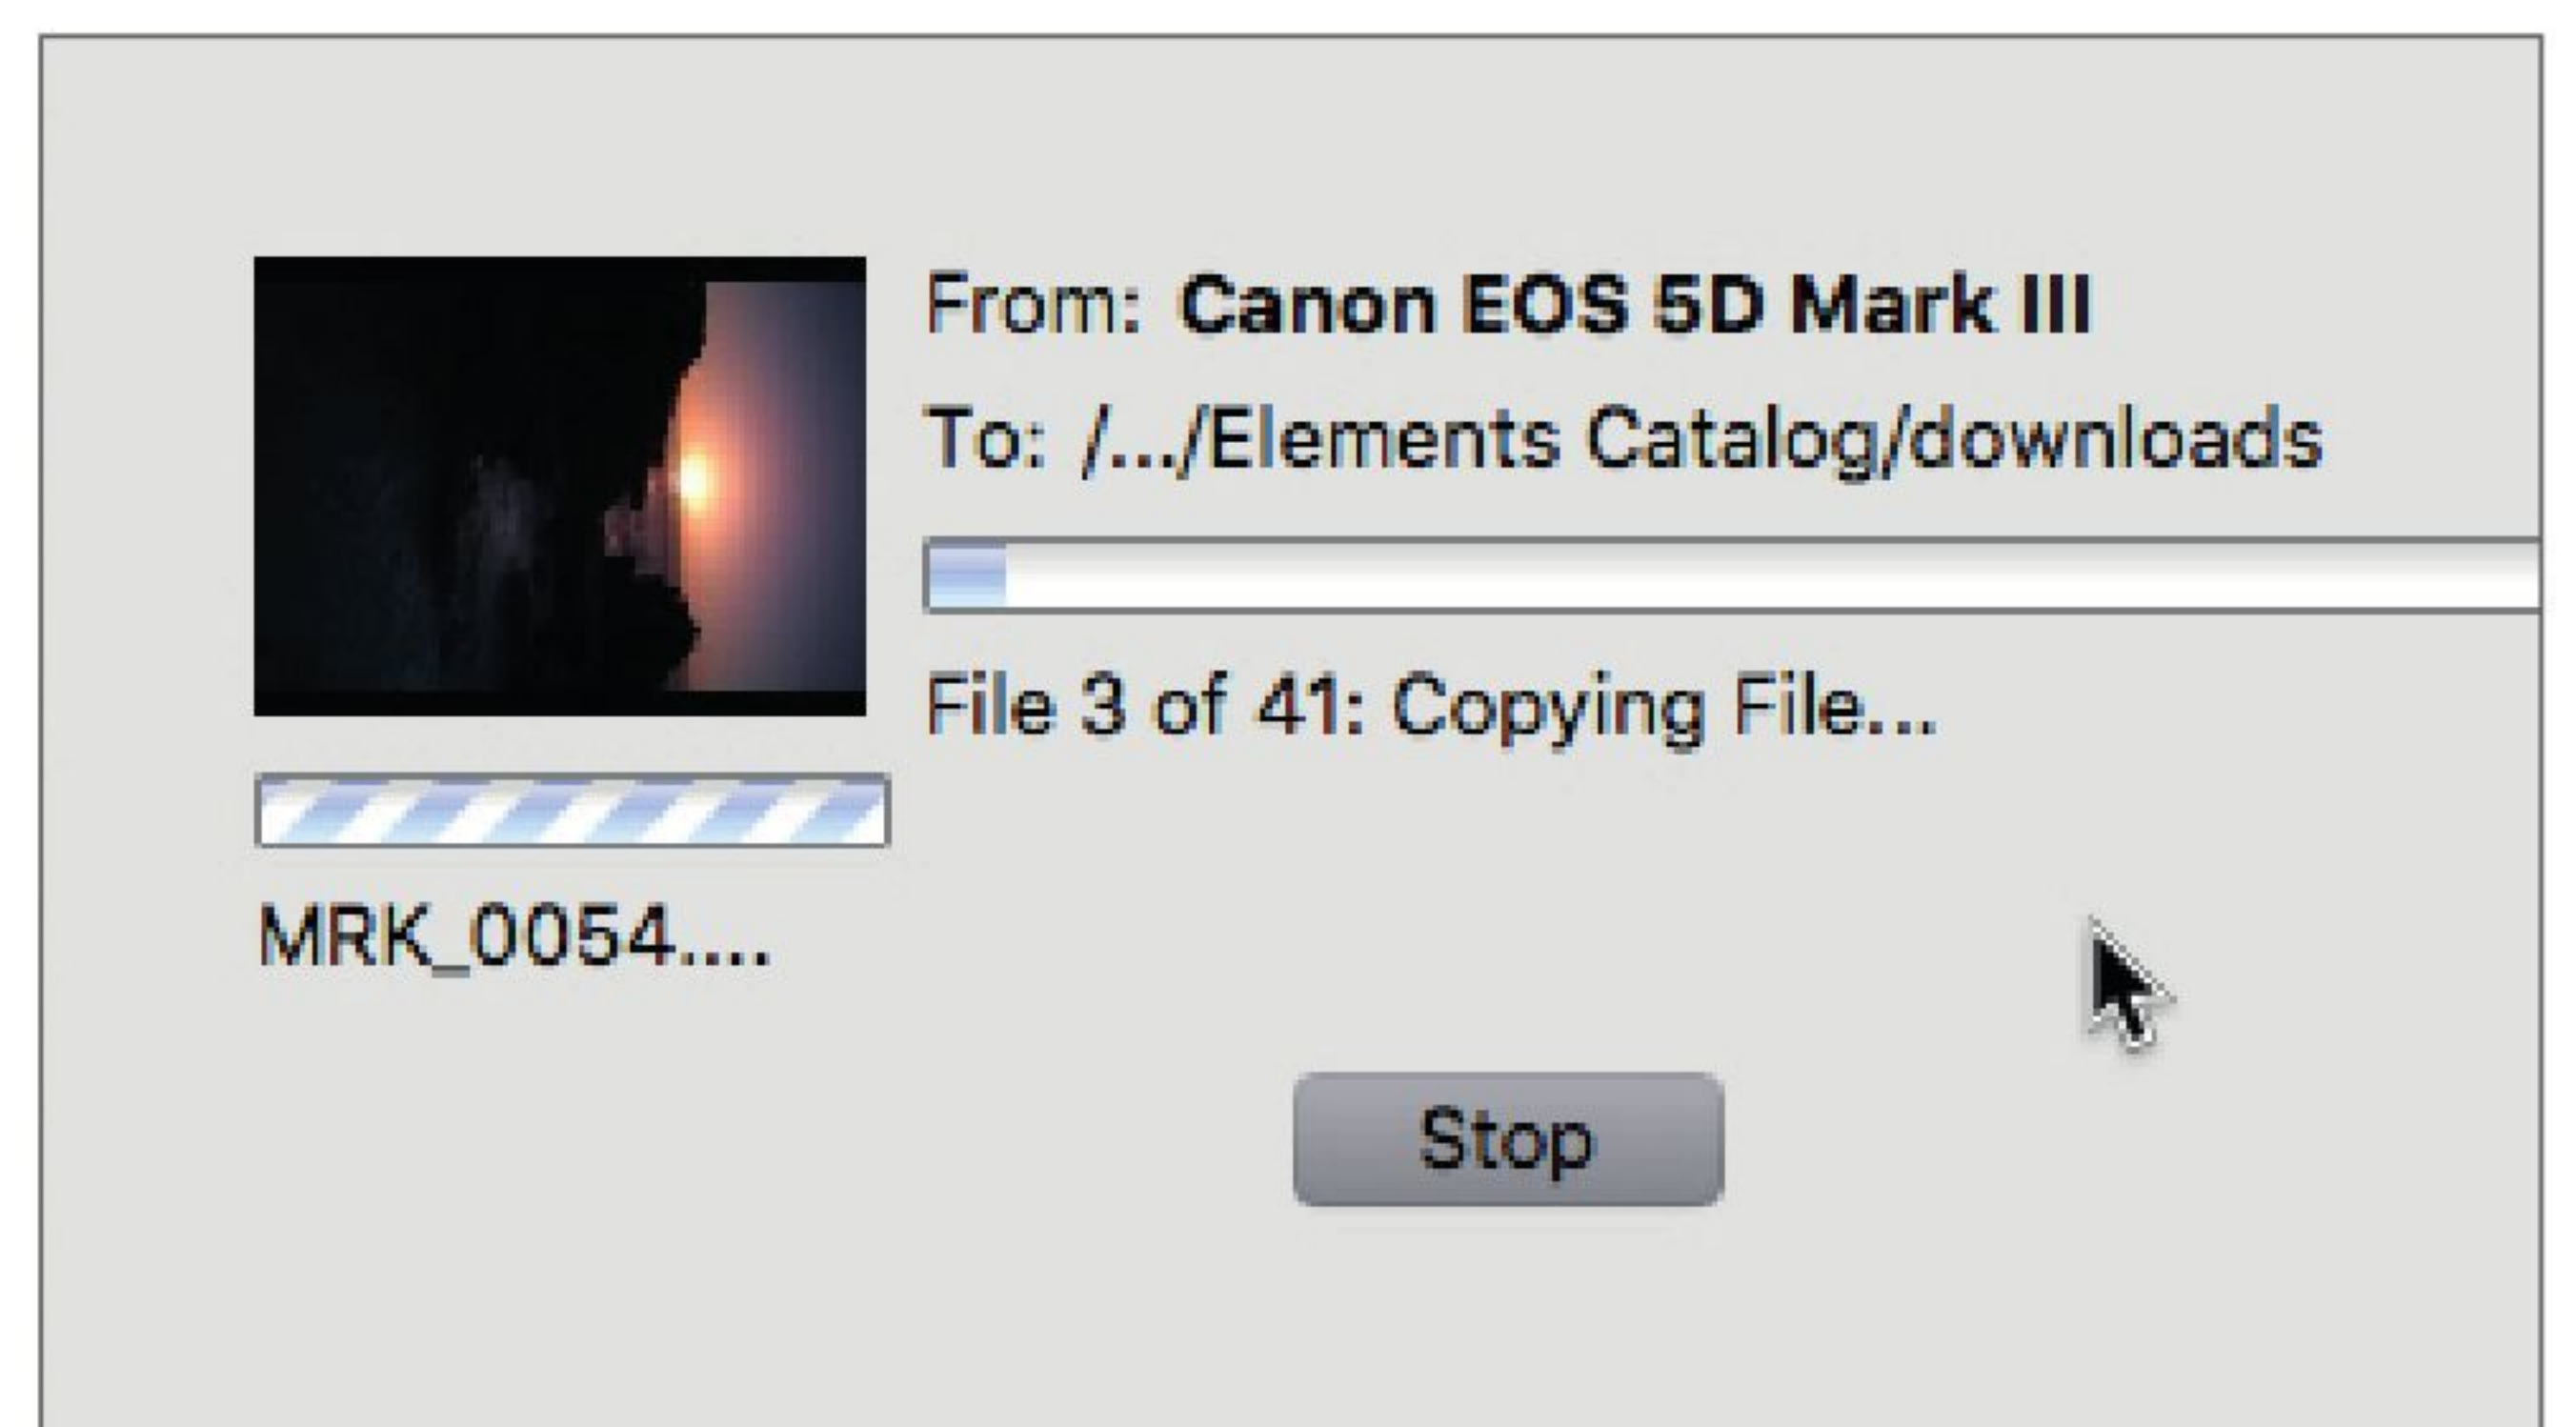 From: Canon EOS 5D Mark III
To: /.../Elements Catalog/downloads
File 3 of 41: Copying File...
MRK_0054....
Stop